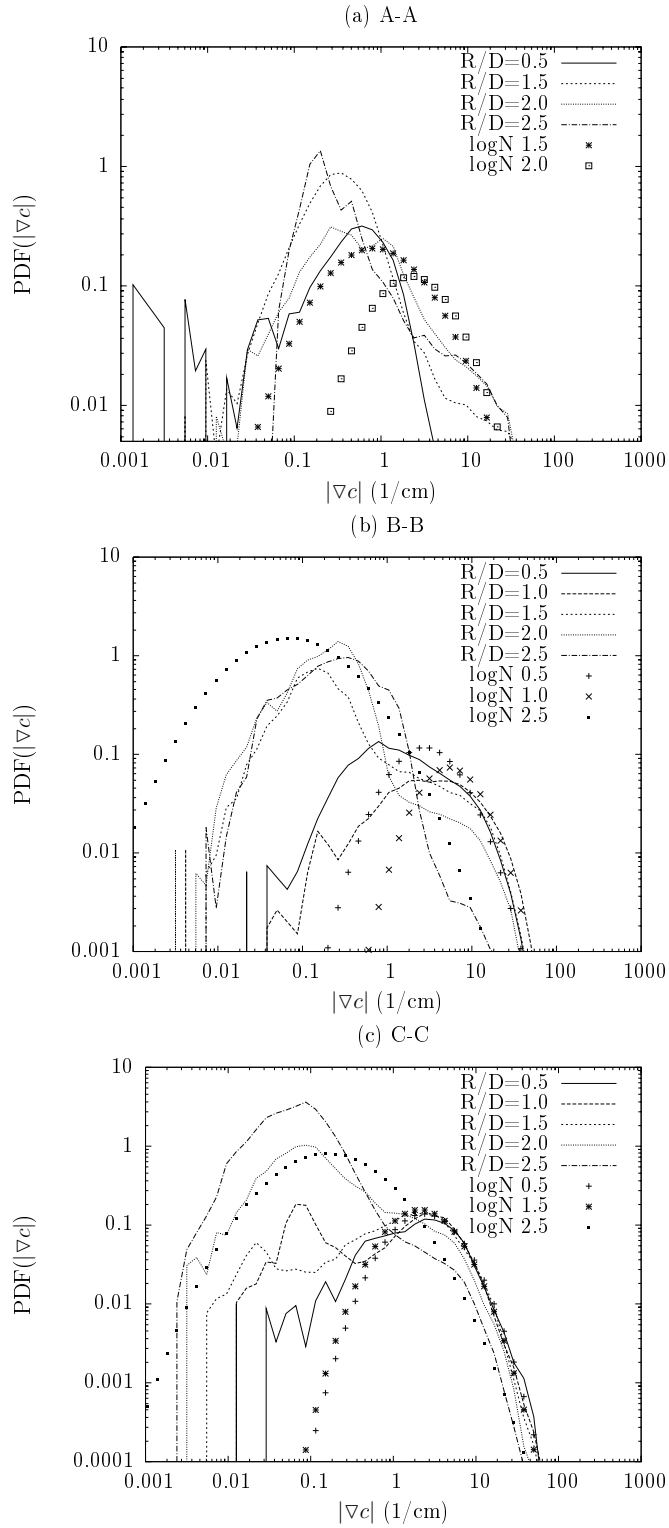 (a) A-A
PDF(|∇c|)
10
1
0.1
0.01
R/D=0.5
R/D=1.5
R/D=2.0
R/D=2.5
logN 1.5
logN 2.0
0.001 0.01 0.1 1 10 100 1000
|∇c| (1/cm)
(b) B-B
PDF(|∇c|)
10
1
0.1
0.01
0.001
R/D=0.5
R/D=1.0
R/D=1.5
R/D=2.0
R/D=2.5
logN 0.5
logN 1.0
logN 2.5
0.001 0.01 0.1 1 10 100 1000
|∇c| (1/cm)
(c) C-C
PDF(|∇c|)
10
1
0.1
0.01
0.001
0.0001
R/D=0.5
R/D=1.0
R/D=1.5
R/D=2.0
R/D=2.5
logN 0.5
logN 1.5
logN 2.5
0.001 0.01 0.1 1 10 100 1000
|∇c| (1/cm)